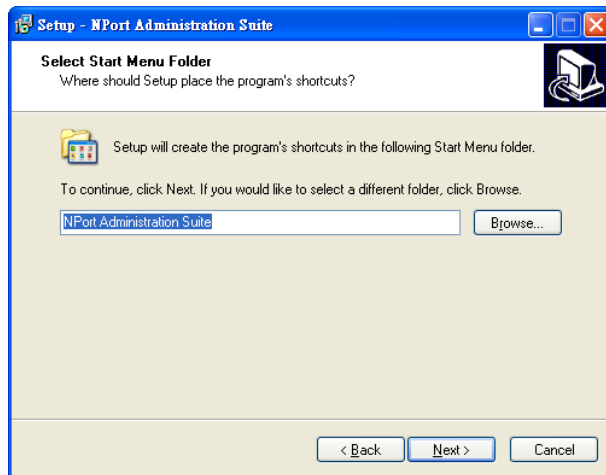 Setup - NPort Administration Suite
Select Start Menu Folder
Where should Setup place the program's shortcuts?
Setup will create the program's shortcuts in the following Start Menu folder.
To continue, click Next. If you would like to select a different folder, click Browse.
NPort Administration Suite
Browse...
< Back
Next >
Cancel